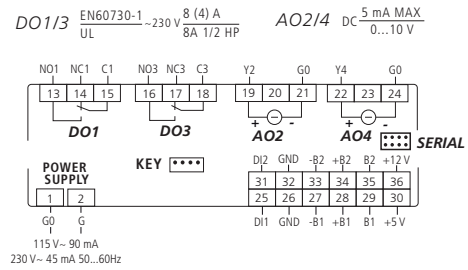 DO1/3 EN60730-1 / UL ~230 V 8 (4) A / 8A 1/2 HP
AO2/4 DC 5 mA MAX / 0...10 V
NO1 NC1 C1 NO3 NC3 C3 Y2 G0 Y4 G0
13 14 15 16 17 18 19 20 21 22 23 24
+ - + -
DO1 DO3 AO2 AO4 SERIAL
POWER SUPPLY
KEY
DI2 GND -B2 +B2 B2 +12 V
31 32 33 34 35 36
1 2 25 26 27 28 29 30
G0 G DI1 GND -B1 +B1 B1 +5 V
115 V~ 90 mA
230 V~ 45 mA 50...60Hz